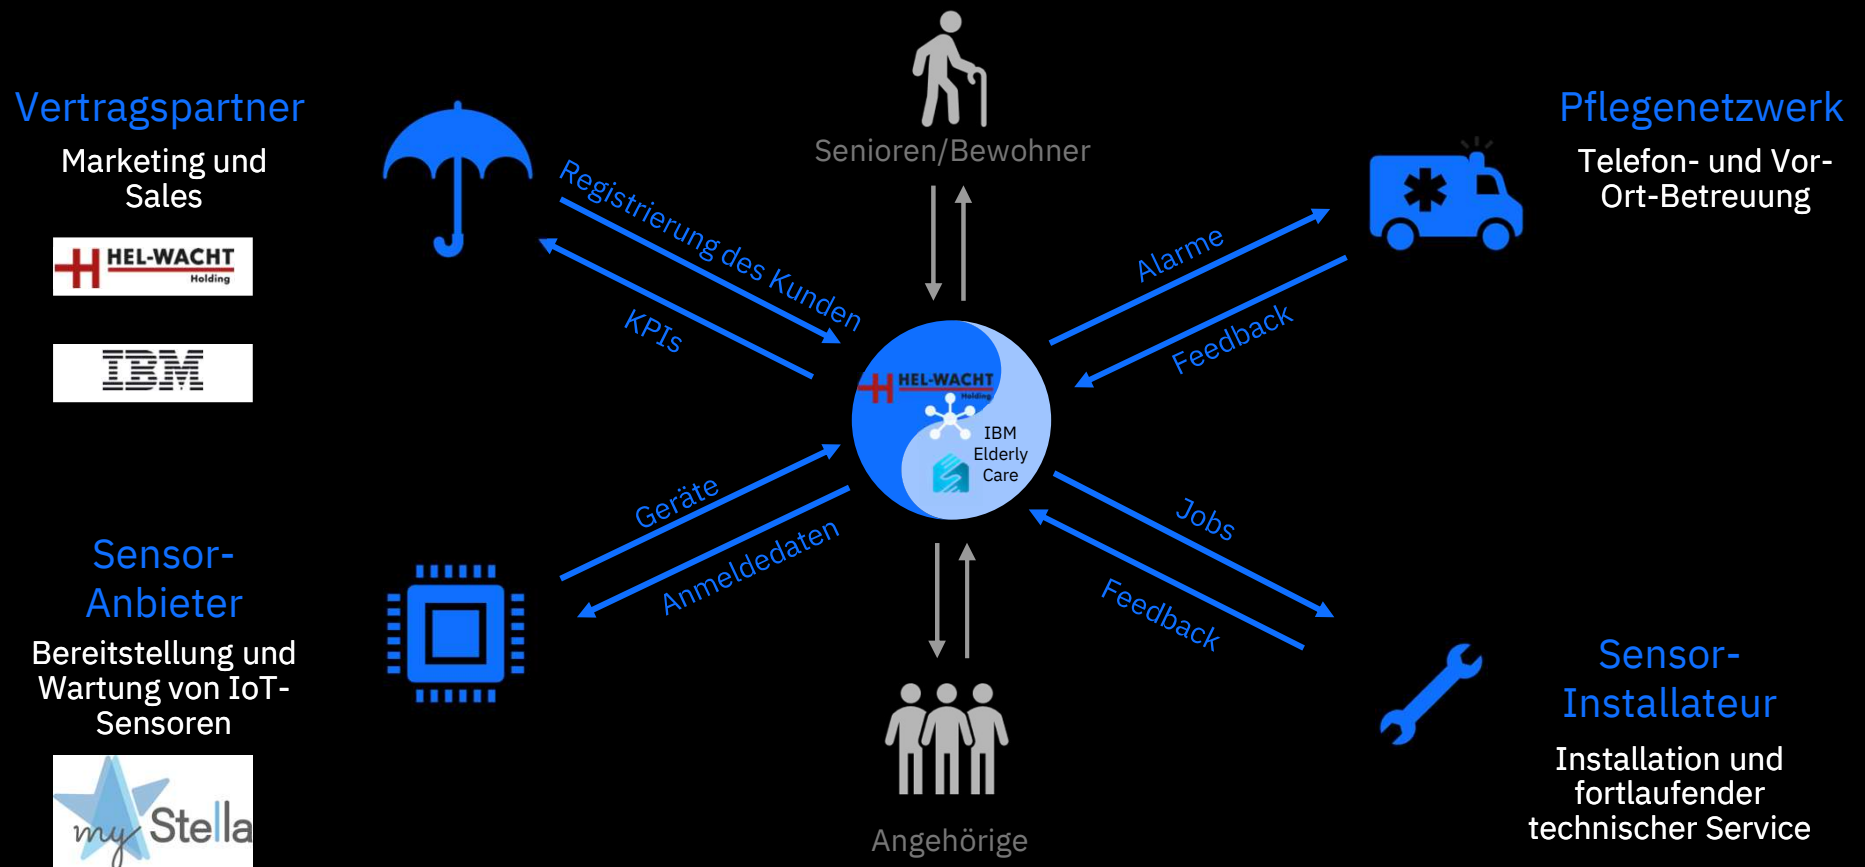 Vertragspartner
Marketing und
Sales
HEL-WACHT
Holding
IBM
Senioren/Bewohner
Pflegenetzwerk
Telefon- und Vor-
Ort-Betreuung
Registrierung des Kunden
KPIs
Alarme
Feedback
HEL-WACHT
Holding
IBM
Elderly
Care
Geräte
Anmeldedaten
Jobs
Feedback
Sensor-
Anbieter
Bereitstellung und
Wartung von IoT-
Sensoren
my Stella
Angehörige
Sensor-
Installateur
Installation und
fortlaufender
technischer Service